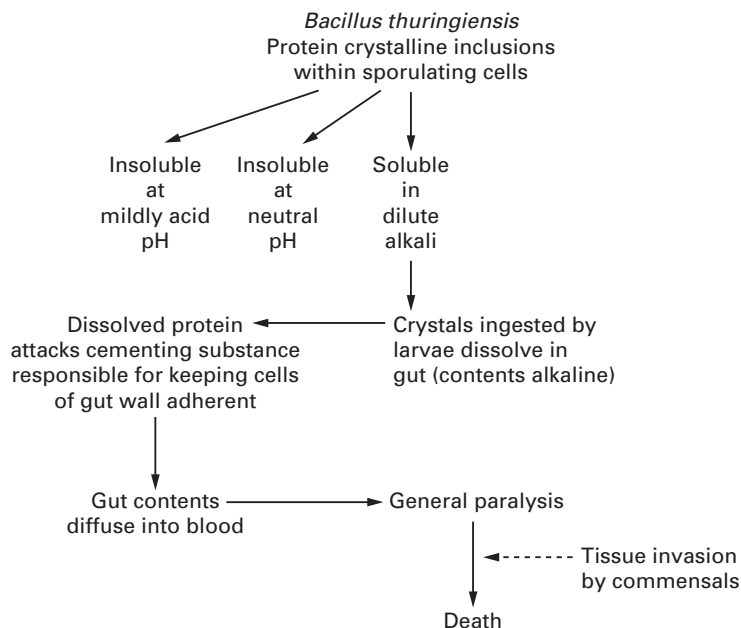 Bacillus thuringiensis
Protein crystalline inclusions
within sporulating cells
Insoluble
at
mildly acid
pH
Insoluble
at
neutral
pH
Soluble
in
dilute
alkali
Dissolved protein
attacks cementing substance
responsible for keeping cells
of gut wall adherent
Crystals ingested by
larvae dissolve in
gut (contents alkaline)
Gut contents
diffuse into blood
General paralysis
Tissue invasion
by commensals
Death